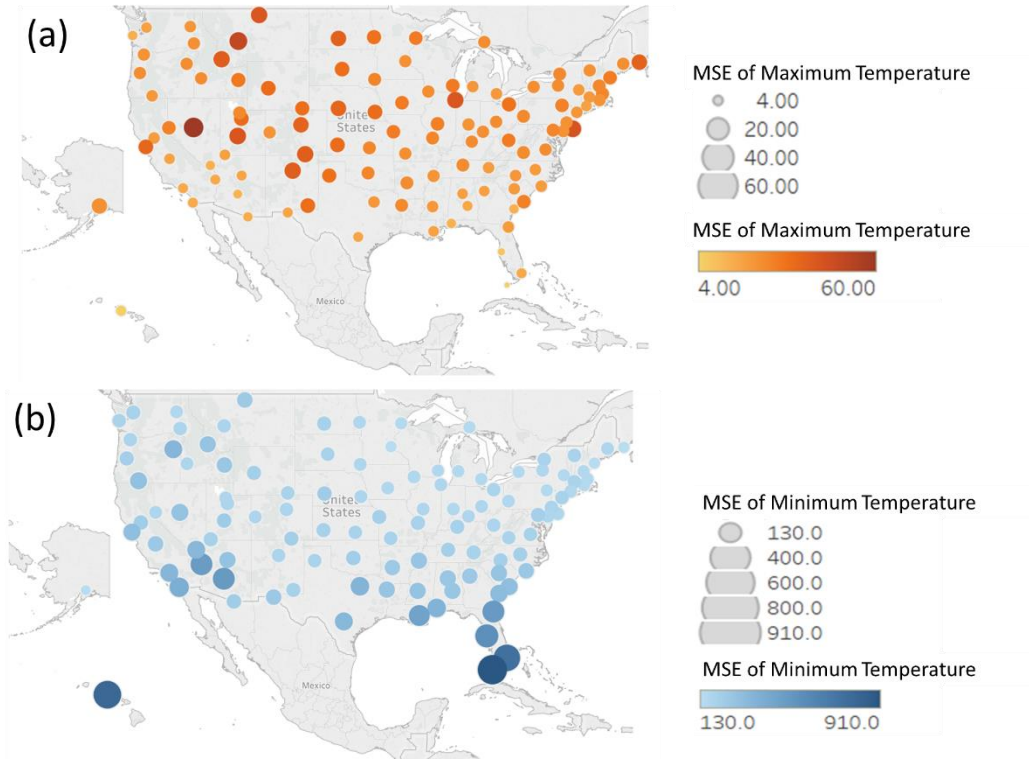 (a)
United
States
Mexico
MSE of Maximum Temperature
4.00
20.00
40.00
60.00
MSE of Maximum Temperature
4.00 60.00
(b)
United
States
Mexico
MSE of Minimum Temperature
130.0
400.0
600.0
800.0
910.0
MSE of Minimum Temperature
130.0 910.0